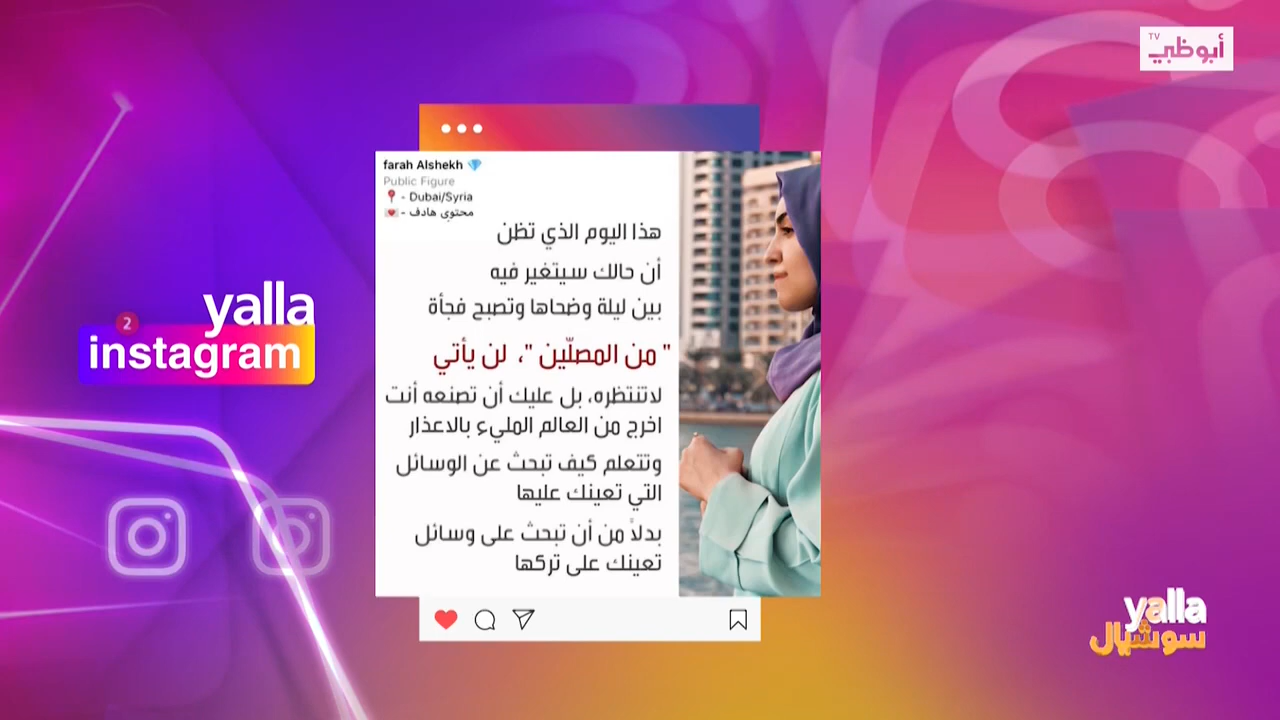 أبوظبي
TV
farah Alshekh
Public Figure
- Dubai/Syria
محتوى هادف -
هذا اليوم الذي تظن
أن حالك سيتغير فيه
بين ليلة وضحاها وتصبح فجأة
" من المصلّين "، لن يأتي
لاتنتظره، بل عليك أن تصنعه أنت
اخرج من العالم المليء بالاعذار
وتتعلم كيف تبحث عن الوسائل
التي تعينك عليها
بدلاً من أن تبحث على وسائل
تعينك على تركها
yalla
2
instagram
yalla
سوشيال